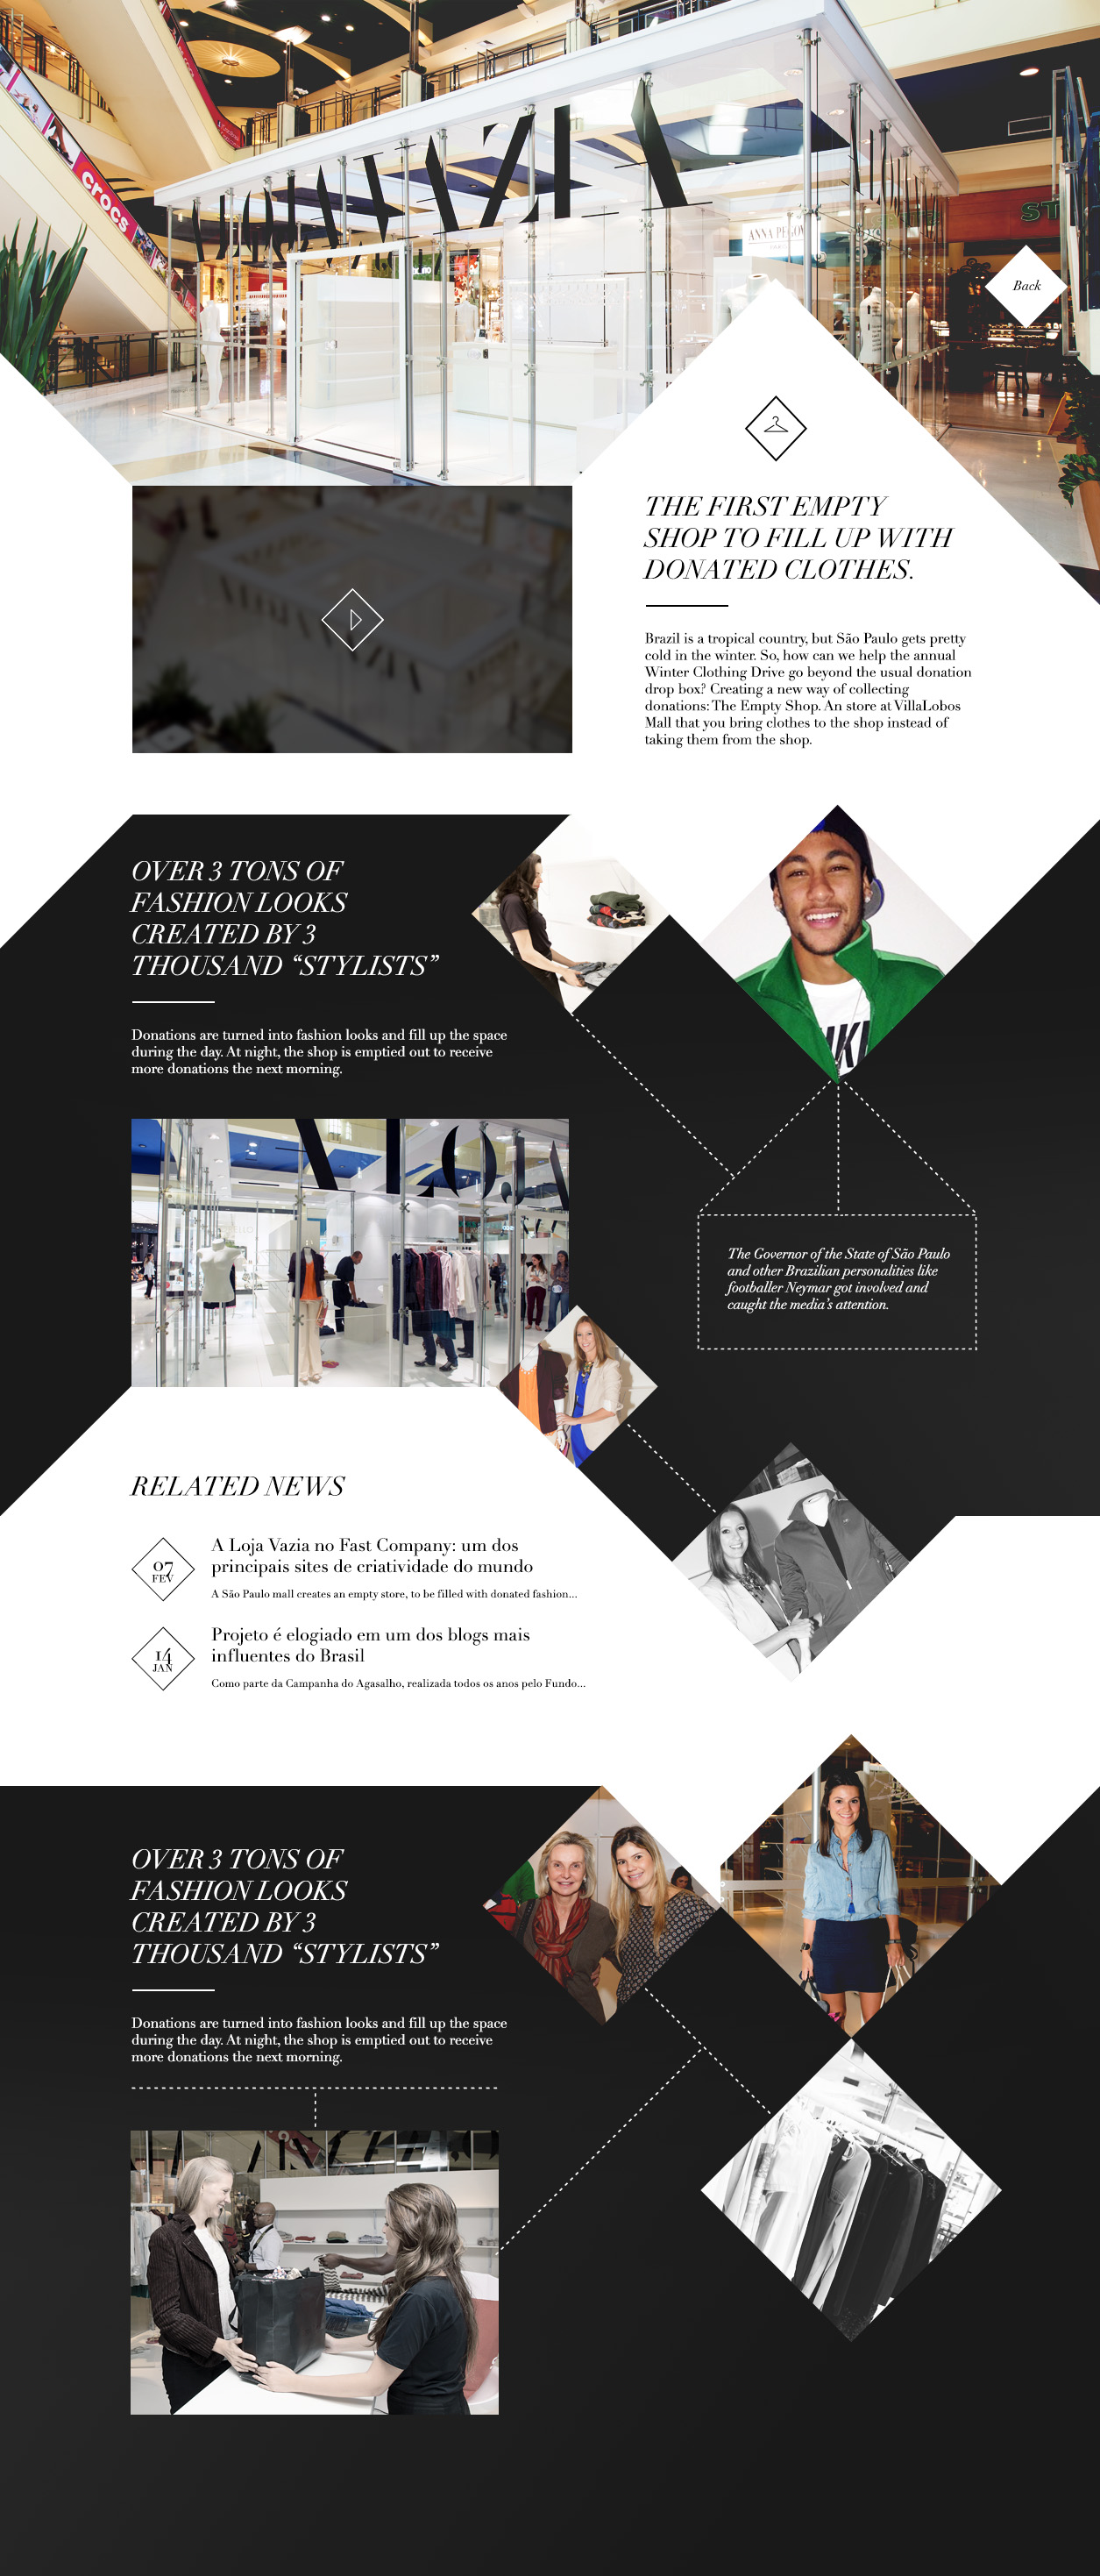 crocs
ANNA PEGOV
ST
Back
THE FIRST EMPTY
SHOP TO FILL UP WITH
DONATED CLOTHES.
Brazil is a tropical country, but São Paulo gets pretty
cold in the winter. So, how can we help the annual
Winter Clothing Drive go beyond the usual donation
drop box? Creating a new way of collecting
donations: The Empty Shop. An store at VillaLobos
Mall that you bring clothes to the shop instead of
taking them from the shop.
OVER 3 TONS OF
FASHION LOOKS
CREATED BY 3
THOUSAND “STYLISTS”
Donations are turned into fashion looks and fill up the space
during the day. At night, the shop is emptied out to receive
more donations the next morning.
The Governor of the State of São Paulo
and other Brazilian personalities like
footballer Neymar got involved and
caught the media’s attention.
RELATED NEWS
07
FEV
A Loja Vazia no Fast Company: um dos
principais sites de criatividade do mundo
A São Paulo mall creates an empty store, to be filled with donated fashion...
14
JAN
Projeto é elogiado em um dos blogs mais
influentes do Brasil
Como parte da Campanha do Agasalho, realizada todos os anos pelo Fundo...
OVER 3 TONS OF
FASHION LOOKS
CREATED BY 3
THOUSAND “STYLISTS”
Donations are turned into fashion looks and fill up the space
during the day. At night, the shop is emptied out to receive
more donations the next morning.